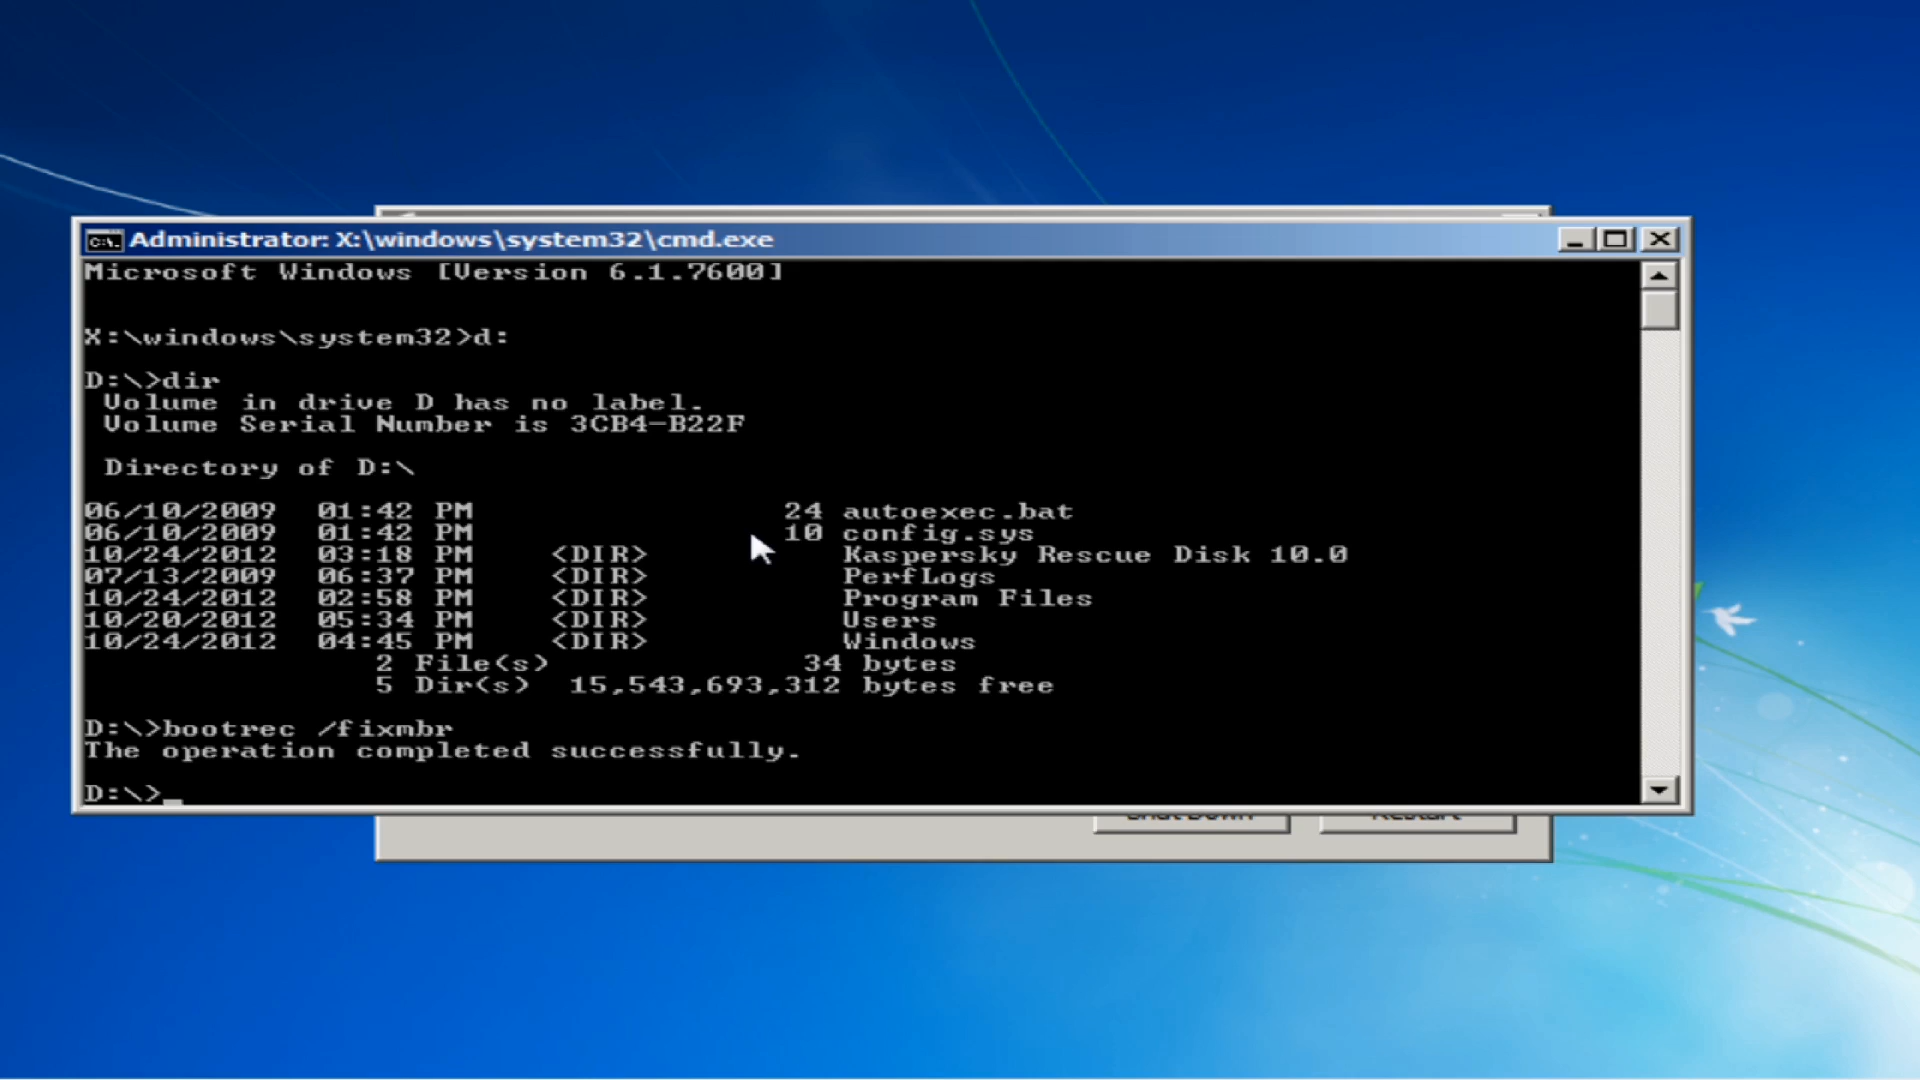 Administrator: X:\windows\system32\cmd.exe
Microsoft Windows [Version 6.1.7600]
X:\windows\system32>d:
D:\>dir
Volume in drive D has no label.
Volume Serial Number is 3CB4-B22F
Directory of D:\
06/10/2009 01:42 PM 24 autoexec.bat
06/10/2009 01:42 PM 10 config.sys
10/24/2012 03:18 PM <DIR> Kaspersky Rescue Disk 10.0
07/13/2009 06:37 PM <DIR> PerfLogs
10/24/2012 02:58 PM <DIR> Program Files
10/20/2012 05:34 PM <DIR> Users
10/24/2012 04:45 PM <DIR> Windows
2 File(s) 34 bytes
5 Dir(s) 15,543,693,312 bytes free
D:\>bootrec /fixmbr
The operation completed successfully.
D:\>_
Shut Down Restart